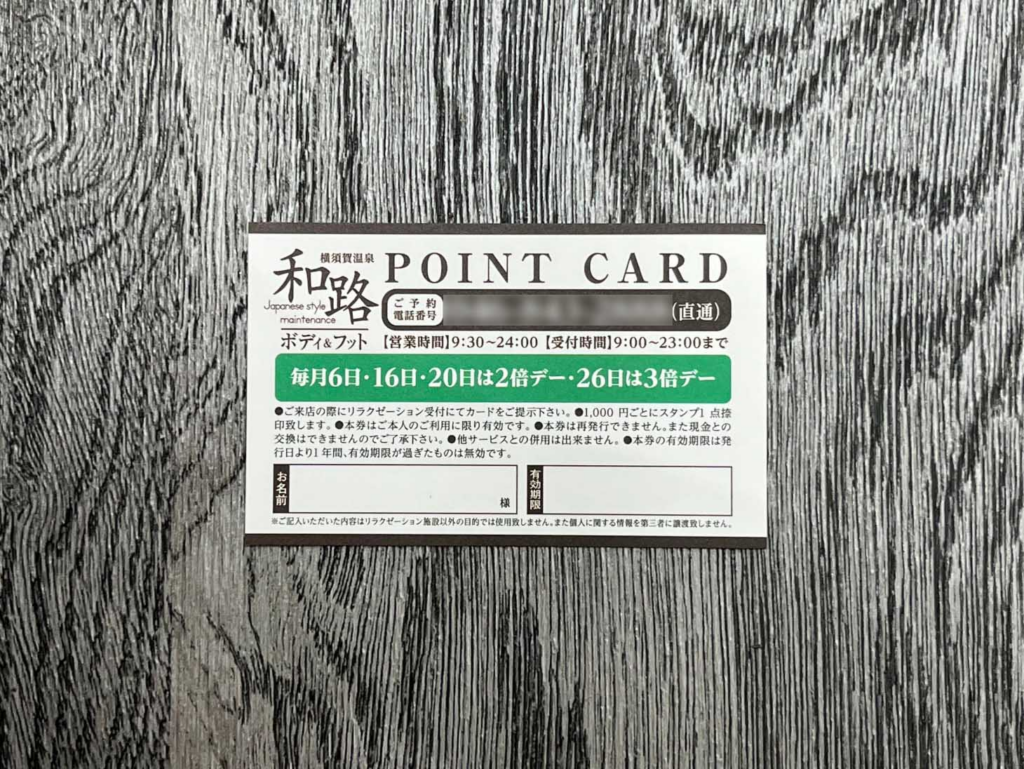 横須賀温泉
和路
Japanese style
maintenance
ボディ&フット
POINT CARD
ご予約
電話番号
(直通)
【営業時間】9:30~24:00【受付時間】9:00~23:00まで
毎月6日・16日・20日は2倍デー・26日は3倍デー
●ご来店の際にリラクゼーション受付にてカードをご提示下さい。●1,000 円ごとにスタンプ1 点捺
印致します。●本券はご本人のご利用に限り有効です。●本券は再発行できません。また現金との
交換はできませんのでご了承下さい。●他サービスとの併用は出来ません。●本券の有効期限は発
行日より1年間、有効期限が過ぎたものは無効です。
お名前
様
有効期限
※ご記入いただいた内容はリラクゼーション施設以外の目的では使用致しません。また個人に関する情報を第三者に譲渡致しません。